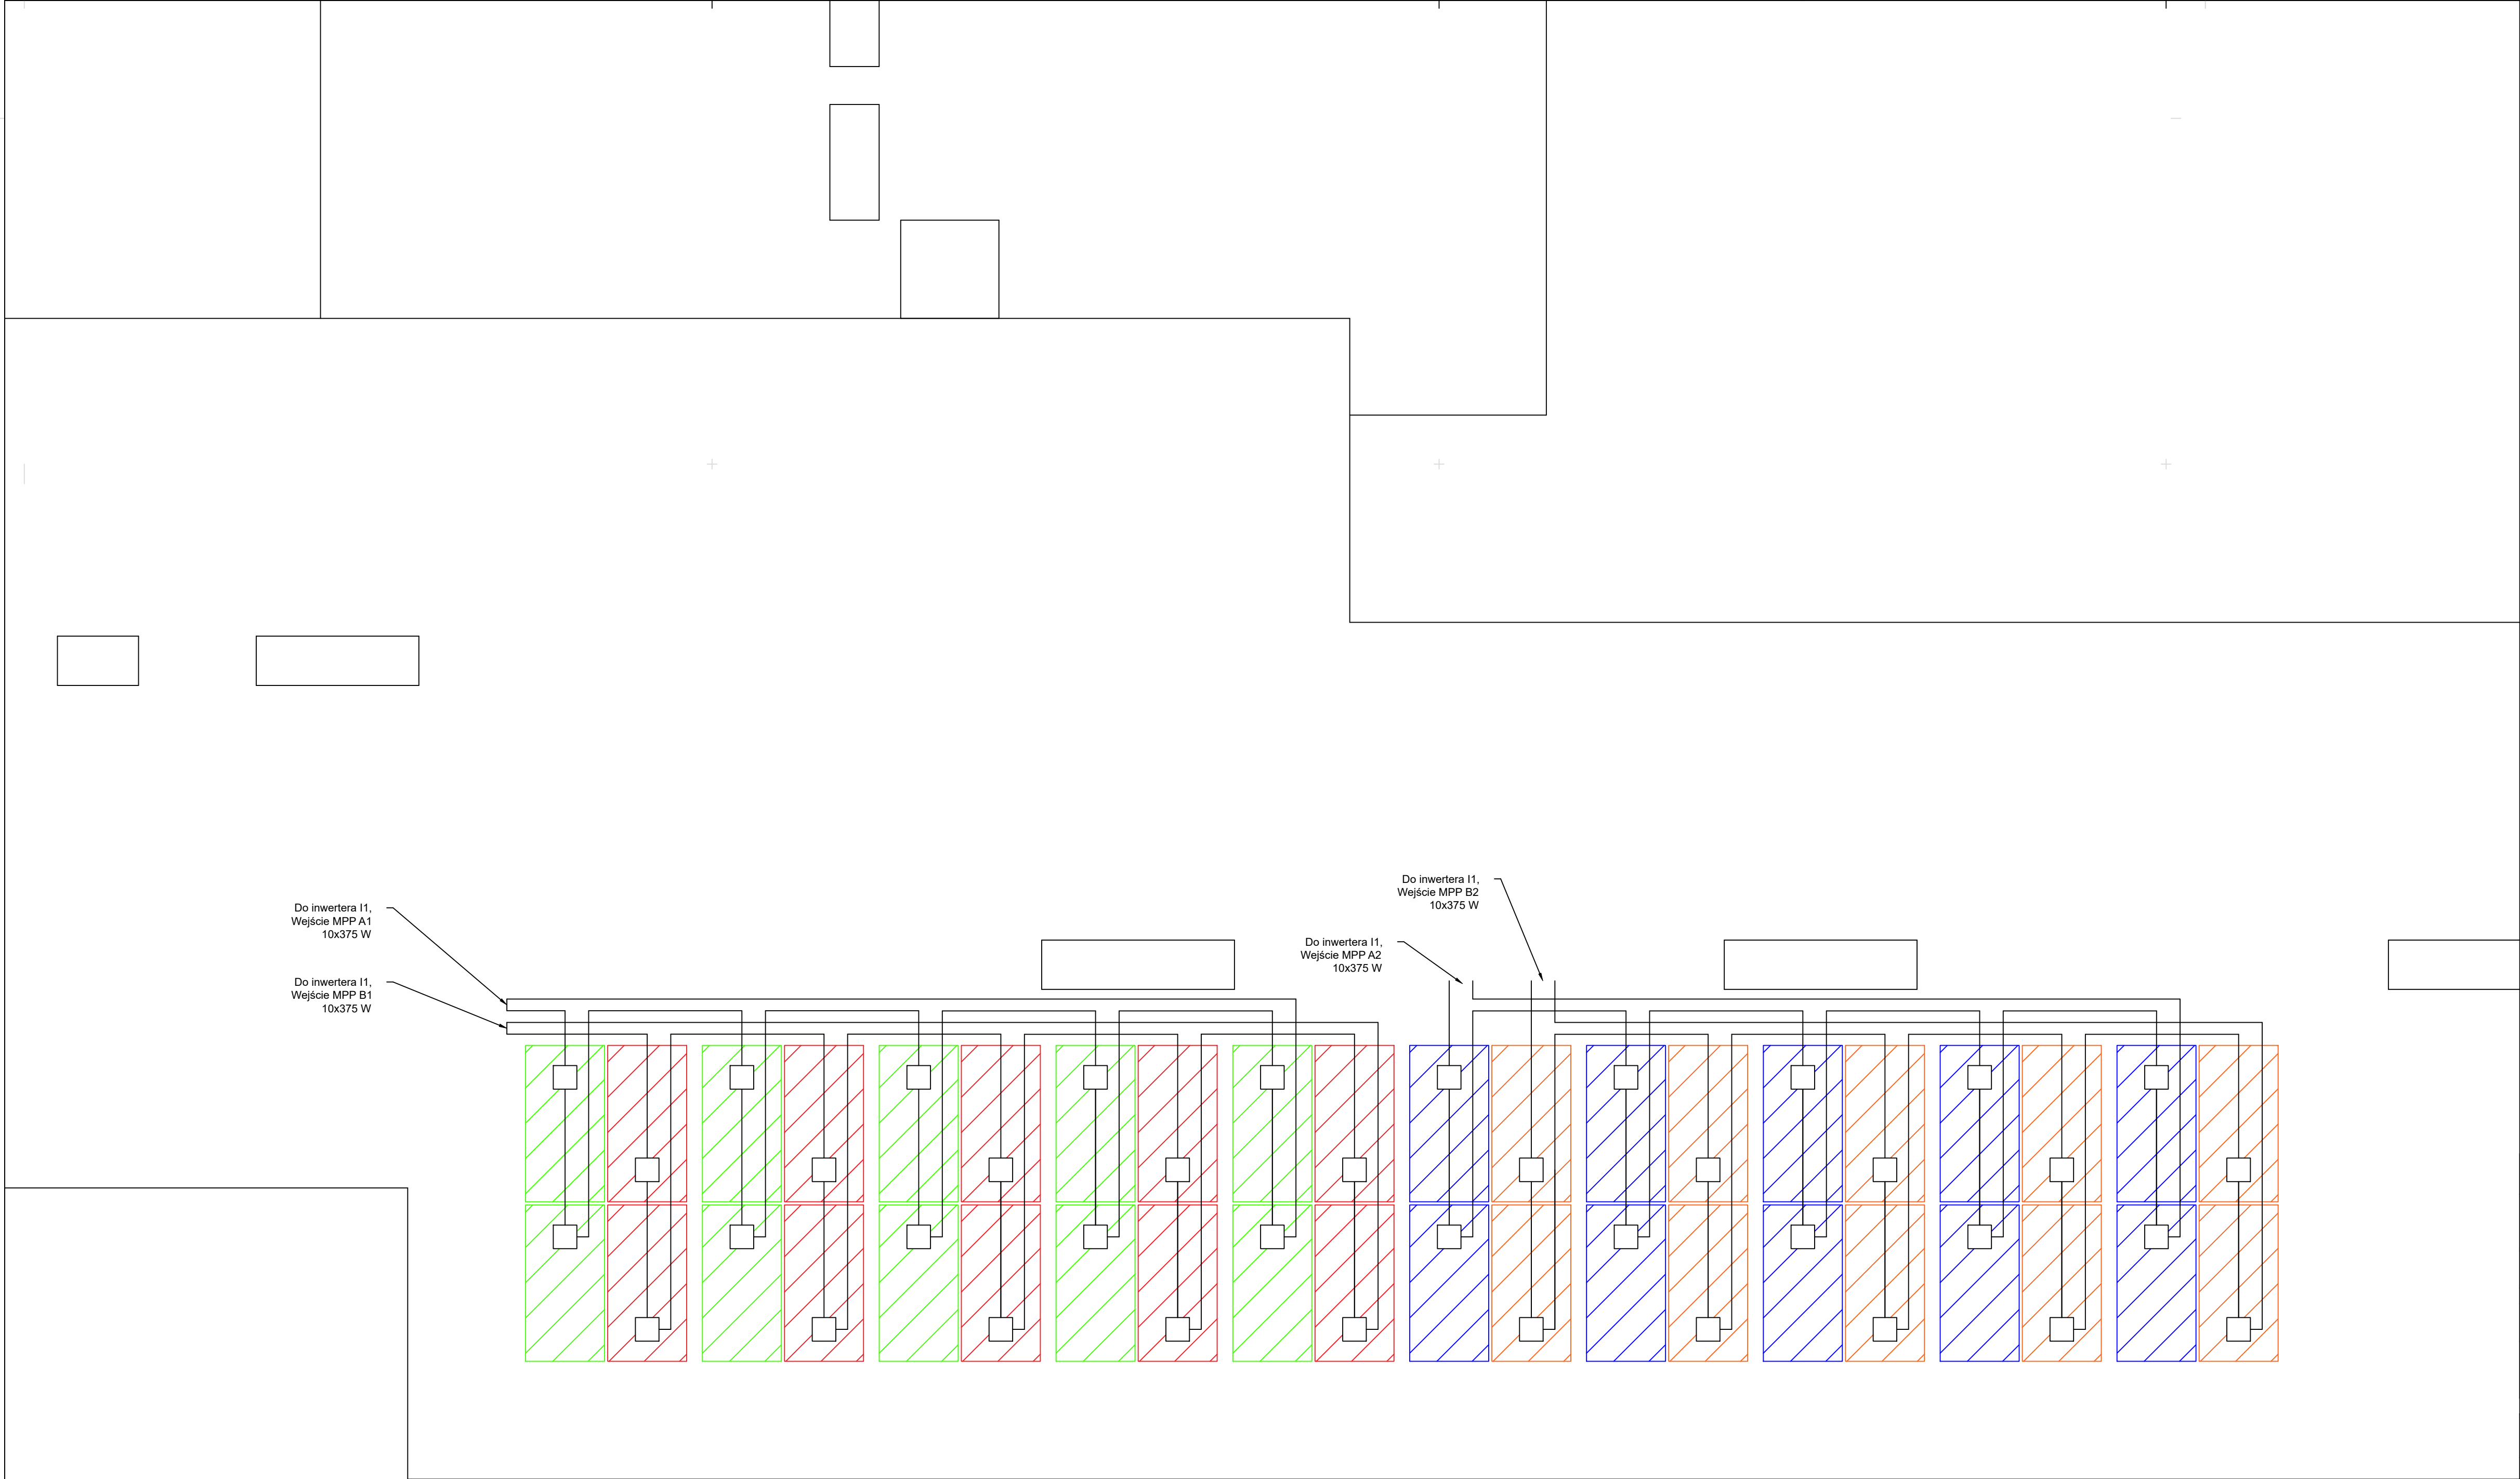 Do inwertera I1,
Wejście MPP B2
10x375 W
Do inwertera I1,
Wejście MPP A1
10x375 W
Do inwertera I1,
Wejście MPP A2
10x375 W
Do inwertera I1,
Wejście MPP B1
10x375 W